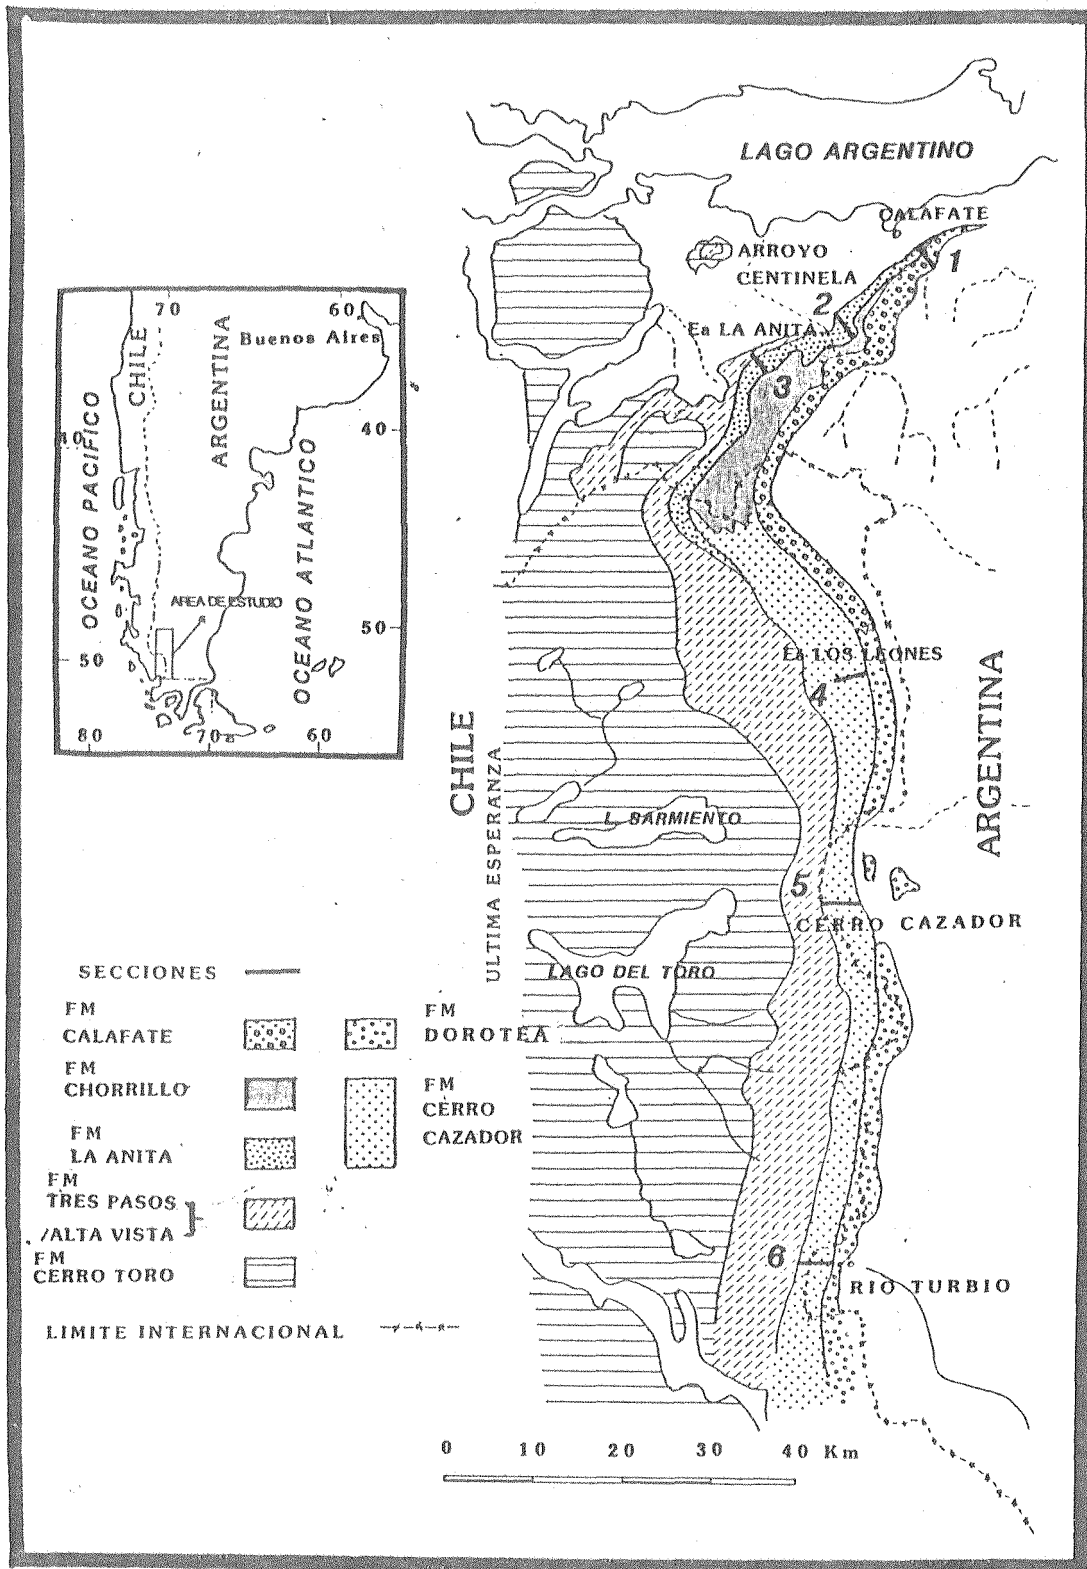 LAGO ARGENTINO
CALAFATE
1
ARROYO
CENTINELA
2
Ea LA ANITA
3
70
60
Buenos Aires
CHILE
ARGENTINA
OCEANO PACIFICO
40
40
OCEANO ATLANTICO
AREA DE ESTUDIO
50
50
80
70
60
Ea LOS LEONES
4
CHILE
ULTIMA ESPERANZA
ARGENTINA
L. SARMIENTO
5
CERRO CAZADOR
LAGO DEL TORO
SECCIONES
FM
CALAFATE
FM
DOROTEA
FM
CHORRILLO
FM
CERRO
CAZADOR
FM
LA ANITA
FM
TRES PASOS
/ALTA VISTA
FM
CERRO TORO
LIMITE INTERNACIONAL
6
RIO TURBIO
0 10 20 30 40 Km